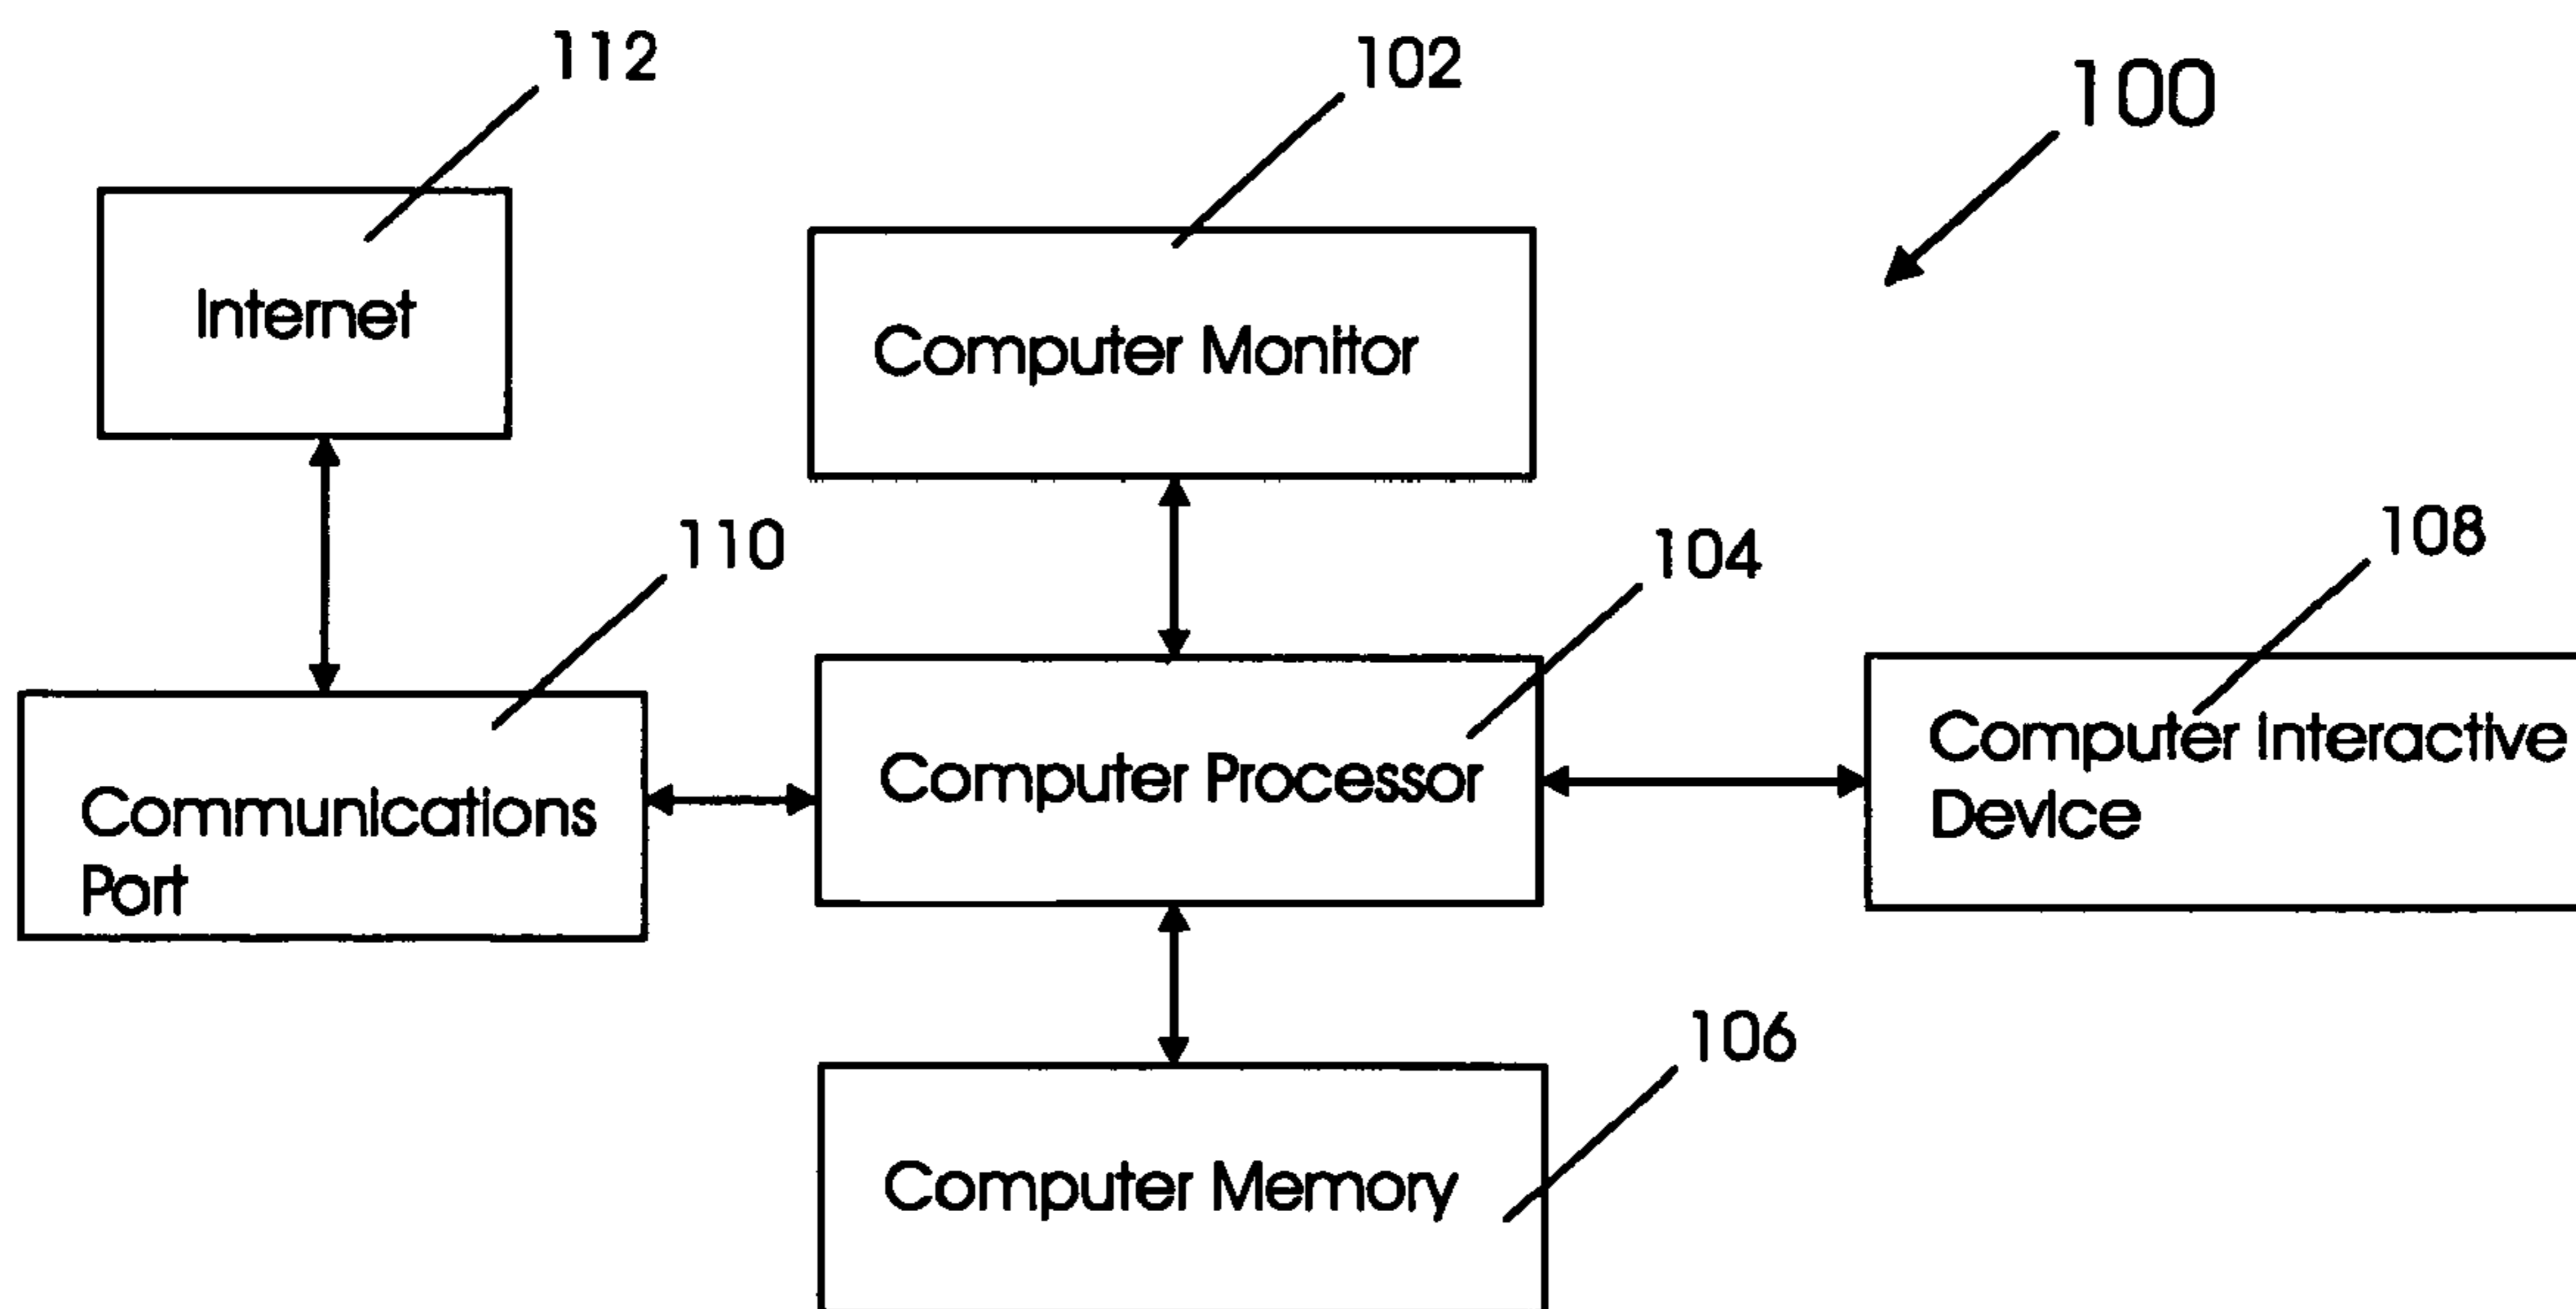 112
102
100
Internet
Computer Monitor
110
104
108
Communications
Port
Computer Processor
Computer Interactive
Device
106
Computer Memory